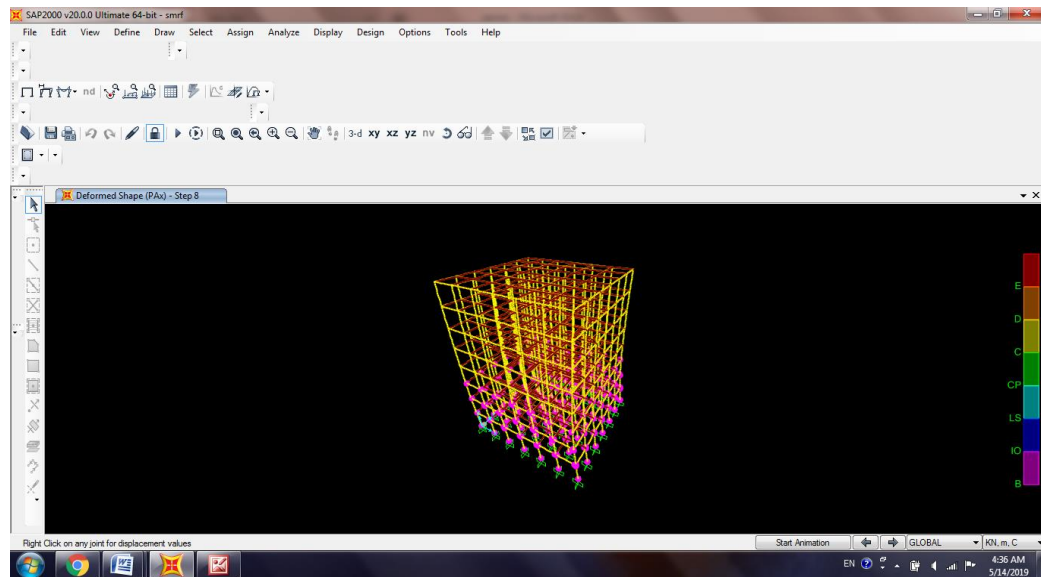 SAP2000 v20.0.0 Ultimate 64-bit - smrf
File Edit View Define Draw Select Assign Analyze Display Design Options Tools Help
nd
3-d xy xz yz nv
Deformed Shape (PAx) - Step 8
E
D
C
CP
LS
IO
B
Right Click on any joint for displacement values
Start Animation
GLOBAL
KN, m, C
EN
4:36 AM
5/14/2019